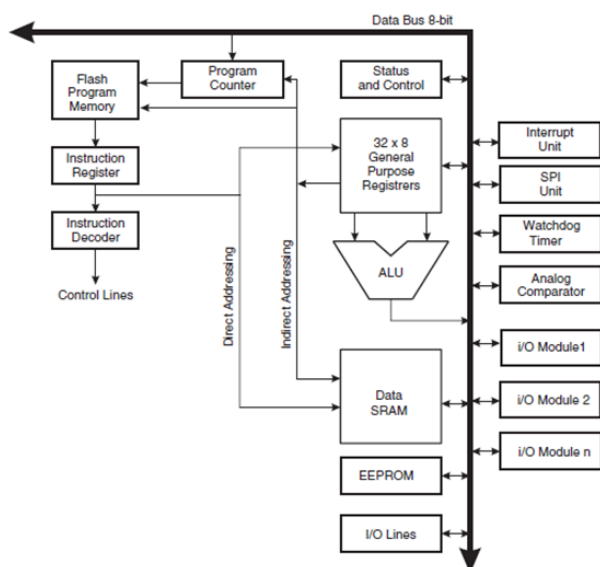 Data Bus 8-bit
Flash
Program
Memory
Program
Counter
Status
and Control
Instruction
Register
32 x 8
General
Purpose
Registrers
Interrupt
Unit
SPI
Unit
Instruction
Decoder
Watchdog
Timer
ALU
Analog
Comparator
Control Lines
Direct Addressing
Indirect Addressing
i/O Module1
Data
SRAM
i/O Module 2
i/O Module n
EEPROM
I/O Lines